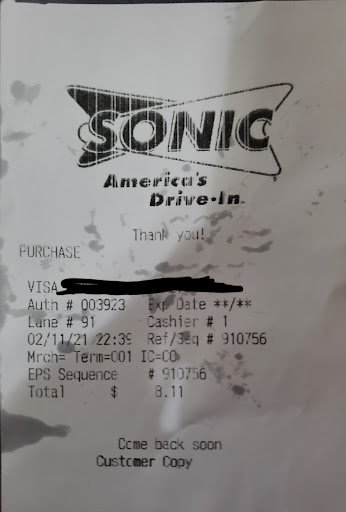 SONIC
America's
Drive-In.
Thank you!
PURCHASE
VISA
Auth # 003923 Exp Date **/**
Lane # 91 Cashier # 1
02/11/21 22:39 Ref/Seq # 910756
Mrch= Term=001 IC=CO
EPS Sequence # 910756
Total $ 8.11
Come back soon
Customer Copy